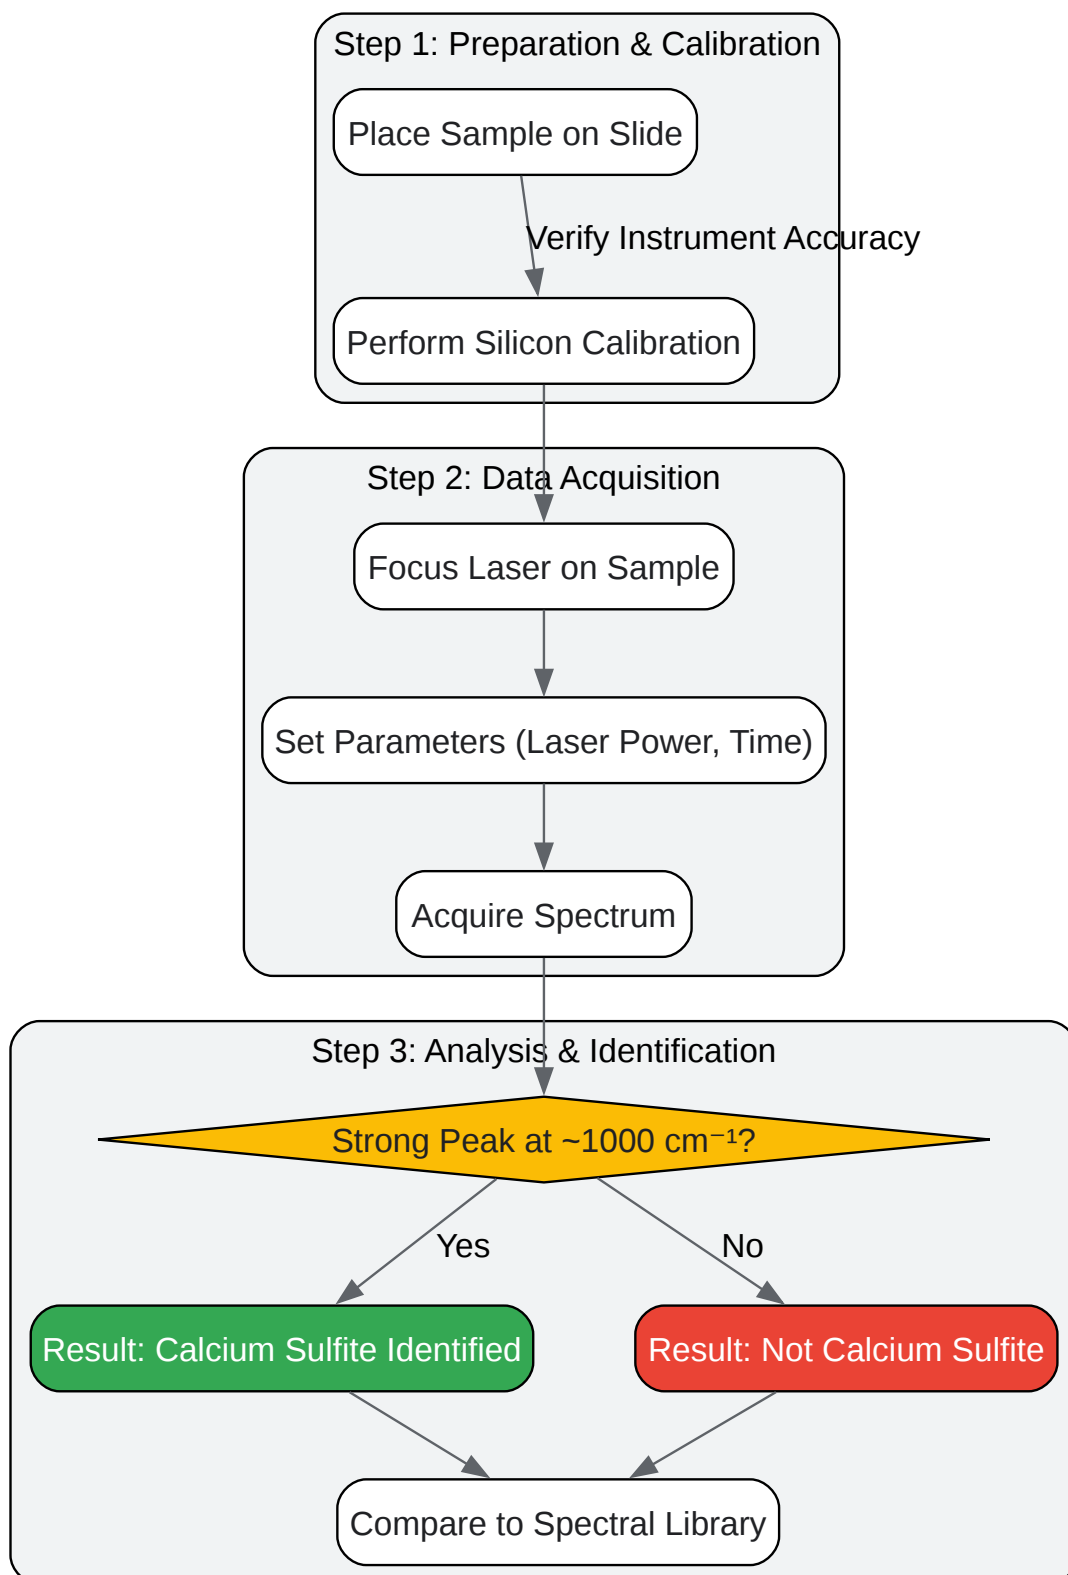 Step 1: Preparation & Calibration
Place Sample on Slide
Verify Instrument Accuracy
Perform Silicon Calibration
Step 2: Data Acquisition
Focus Laser on Sample
Set Parameters (Laser Power, Time)
Acquire Spectrum
Step 3: Analysis & Identification
Strong Peak at ~1000 cm⁻¹?
Yes
No
Result: Calcium Sulfite Identified
Result: Not Calcium Sulfite
Compare to Spectral Library